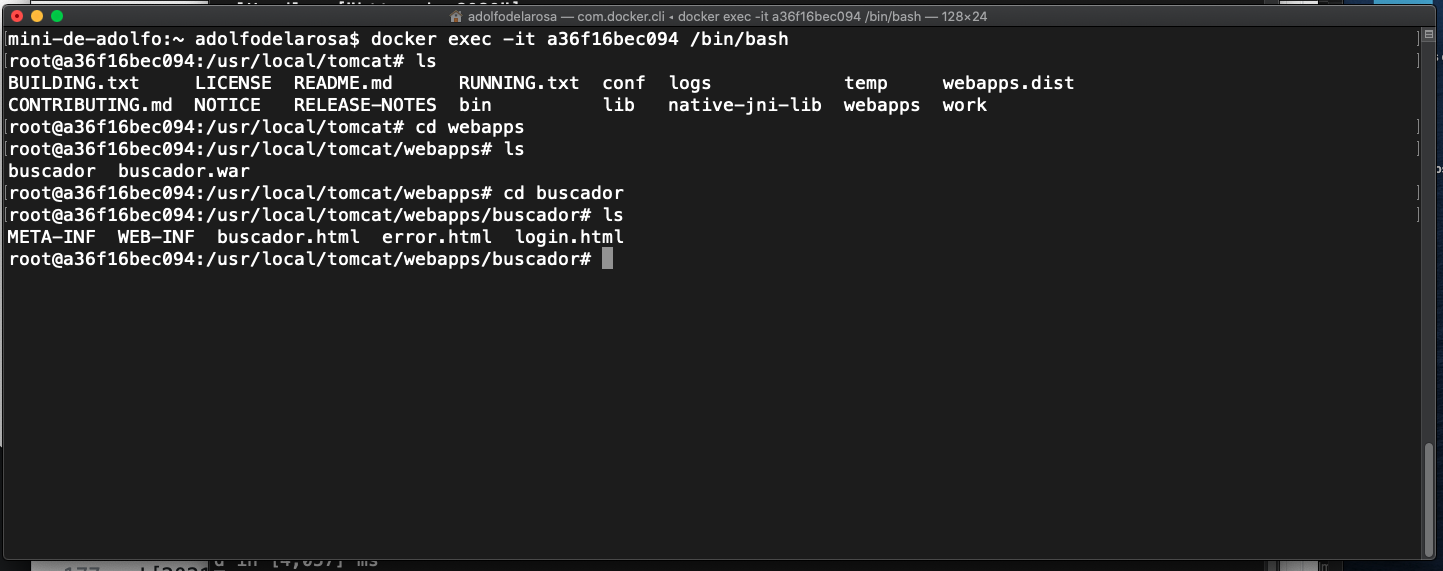 adolfodelarosa — com.docker.cli • docker exec -it a36f16bec094 /bin/bash — 128×24
mini-de-adolfo:~ adolfodelarosa$ docker exec -it a36f16bec094 /bin/bash
[root@a36f16bec094:/usr/local/tomcat# ls
BUILDING.txt     LICENSE  README.md      RUNNING.txt  conf  logs            temp     webapps.dist
CONTRIBUTING.md  NOTICE   RELEASE-NOTES  bin          lib   native-jni-lib  webapps  work
[root@a36f16bec094:/usr/local/tomcat# cd webapps
[root@a36f16bec094:/usr/local/tomcat/webapps# ls
buscador  buscador.war
[root@a36f16bec094:/usr/local/tomcat/webapps# cd buscador
[root@a36f16bec094:/usr/local/tomcat/webapps/buscador# ls
META-INF  WEB-INF  buscador.html  error.html  login.html
root@a36f16bec094:/usr/local/tomcat/webapps/buscador#